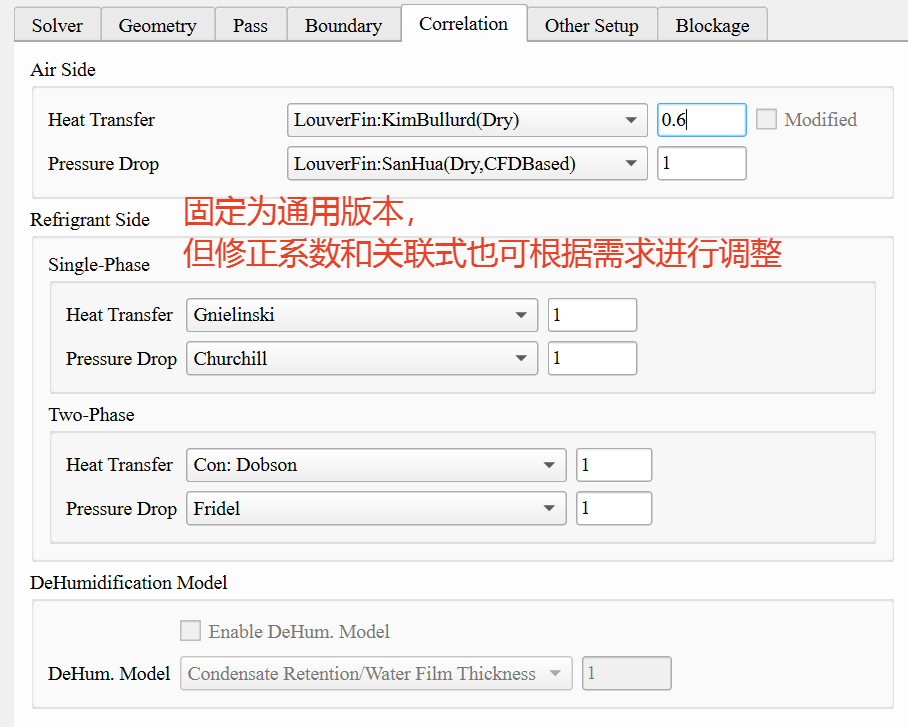 Solver Geometry Pass Boundary Correlation Other Setup Blockage
Air Side
Heat Transfer LouverFin:KimBullurd(Dry) 0.6 Modified
Pressure Drop LouverFin:SanHua(Dry,CFDBased) 1
固定为通用版本，
Refrigrant Side
但修正系数和关联式也可根据需求进行调整
Single-Phase
Heat Transfer Gnielinski 1
Pressure Drop Churchill 1
Two-Phase
Heat Transfer Con: Dobson 1
Pressure Drop Fridel 1
DeHumidification Model
Enable DeHum. Model
DeHum. Model Condensate Retention/Water Film Thickness 1